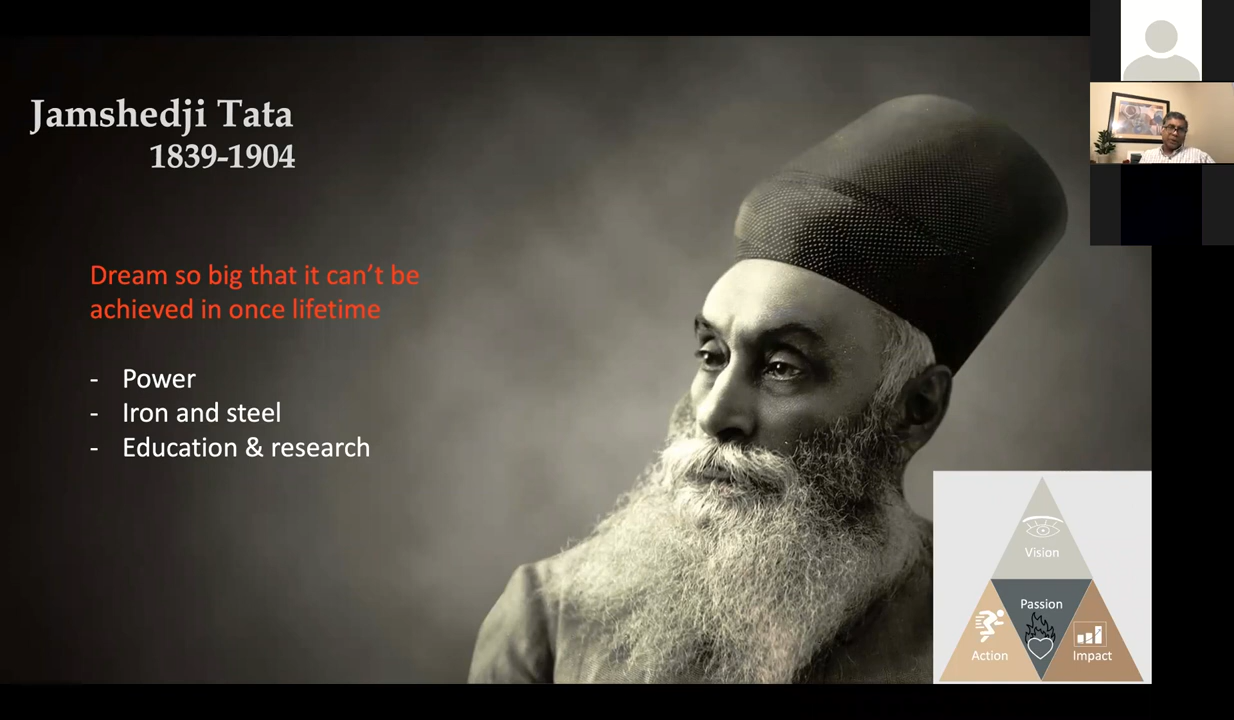 Jamshedji Tata
1839-1904
Dream so big that it can’t be
achieved in once lifetime
- Power
- Iron and steel
- Education & research
Vision
Passion
Action
Impact